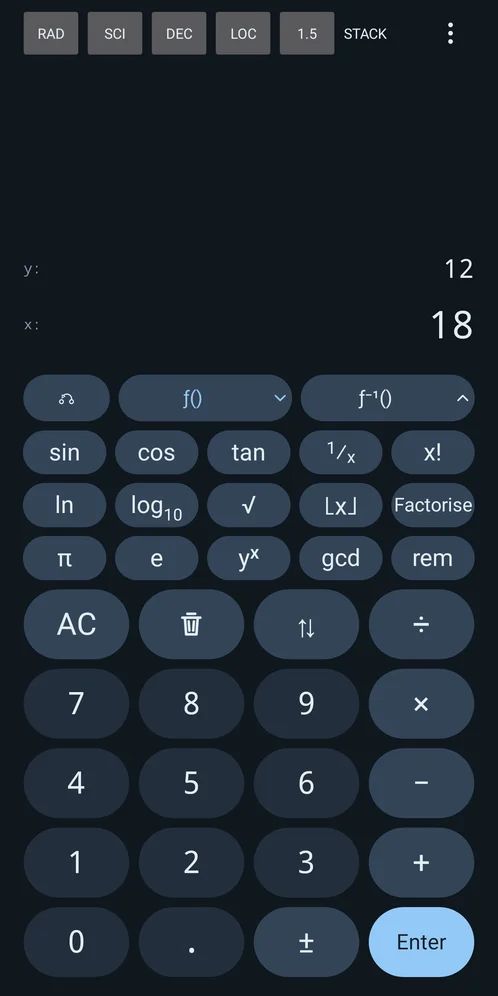 RAD SCI DEC LOC 1.5 STACK
y: 12
x: 18
ƒ() f⁻¹()
sin cos tan ¹/ₓ x!
ln log₁₀ √ ⌊x⌋ Factorise
π e yˣ gcd rem
AC ↑↓ ÷
7 8 9 ×
4 5 6 −
1 2 3 +
0 . ± Enter